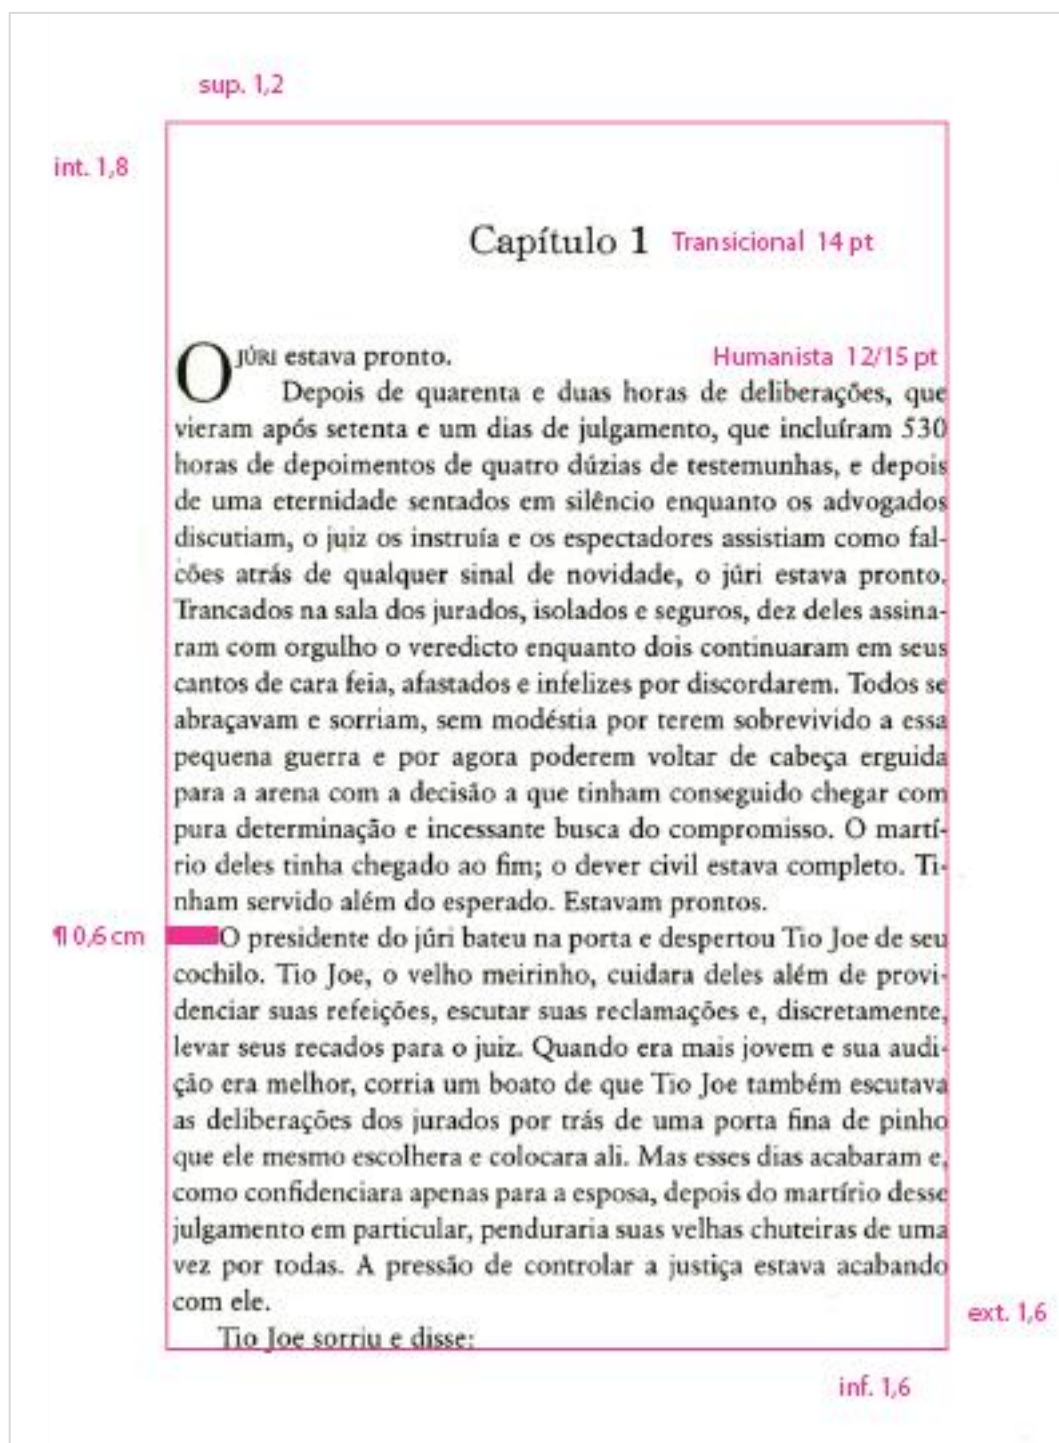 sup. 1,2
int. 1,8
Capítulo 1 Transicional 14 pt
O JÚRI estava pronto. Humanista 12/15 pt
Depois de quarenta e duas horas de deliberações, que
vieram após setenta e um dias de julgamento, que incluíram 530
horas de depoimentos de quatro dúzias de testemunhas, e depois
de uma eternidade sentados em silêncio enquanto os advogados
discutiam, o juiz os instruía e os espectadores assistiam como fal-
cões atrás de qualquer sinal de novidade, o júri estava pronto.
Trancados na sala dos jurados, isolados e seguros, dez deles assina-
ram com orgulho o veredicto enquanto dois continuaram em seus
cantos de cara feia, afastados e infelizes por discordarem. Todos se
abraçavam e sorriam, sem modéstia por terem sobrevivido a essa
pequena guerra e por agora poderem voltar de cabeça erguida
para a arena com a decisão a que tinham conseguido chegar com
pura determinação e incessante busca do compromisso. O martí-
rio deles tinha chegado ao fim; o dever civil estava completo. Ti-
nham servido além do esperado. Estavam prontos.
¶ 0,6 cm O presidente do júri bateu na porta e despertou Tio Joe de seu
cochilo. Tio Joe, o velho meirinho, cuidara deles além de provi-
denciar suas refeições, escutar suas reclamações e, discretamente,
levar seus recados para o juiz. Quando era mais jovem e sua audi-
ção era melhor, corria um boato de que Tio Joe também escutava
as deliberações dos jurados por trás de uma porta fina de pinho
que ele mesmo escolhera e colocara ali. Mas esses dias acabaram e,
como confidenciara apenas para a esposa, depois do martírio desse
julgamento em particular, penduraria suas velhas chuteiras de uma
vez por todas. A pressão de controlar a justiça estava acabando
com ele.
ext. 1,6
Tio Joe sorriu e disse:
inf. 1,6